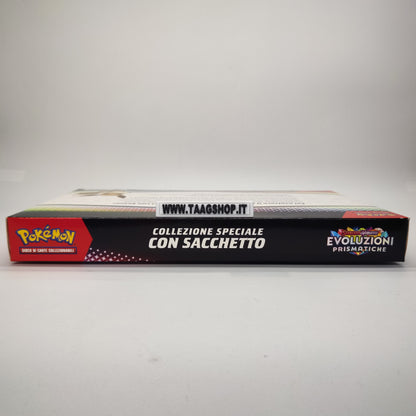 WWW.TAAGSHOP.IT
POKÉMON
GIOCO DI CARTE COLLEZIONABILI
COLLEZIONE SPECIALE
CON SACCHETTO
EVOLUZIONI
PRISMATICHE